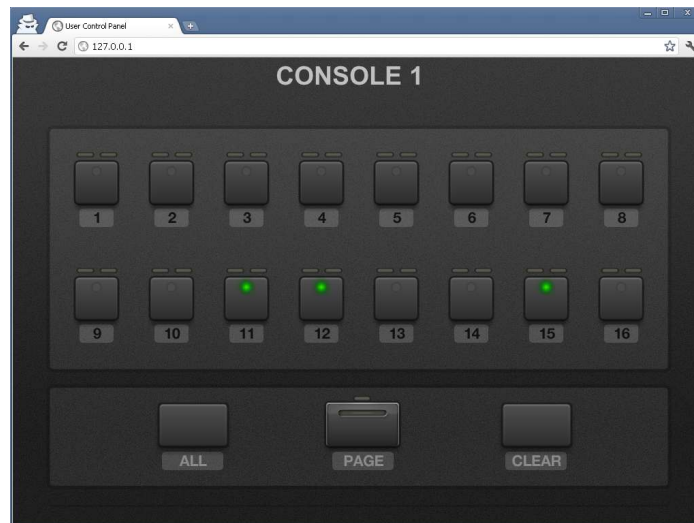 User Control Panel
127.0.0.1
CONSOLE 1
1 2 3 4 5 6 7 8
9 10 11 12 13 14 15 16
ALL PAGE CLEAR